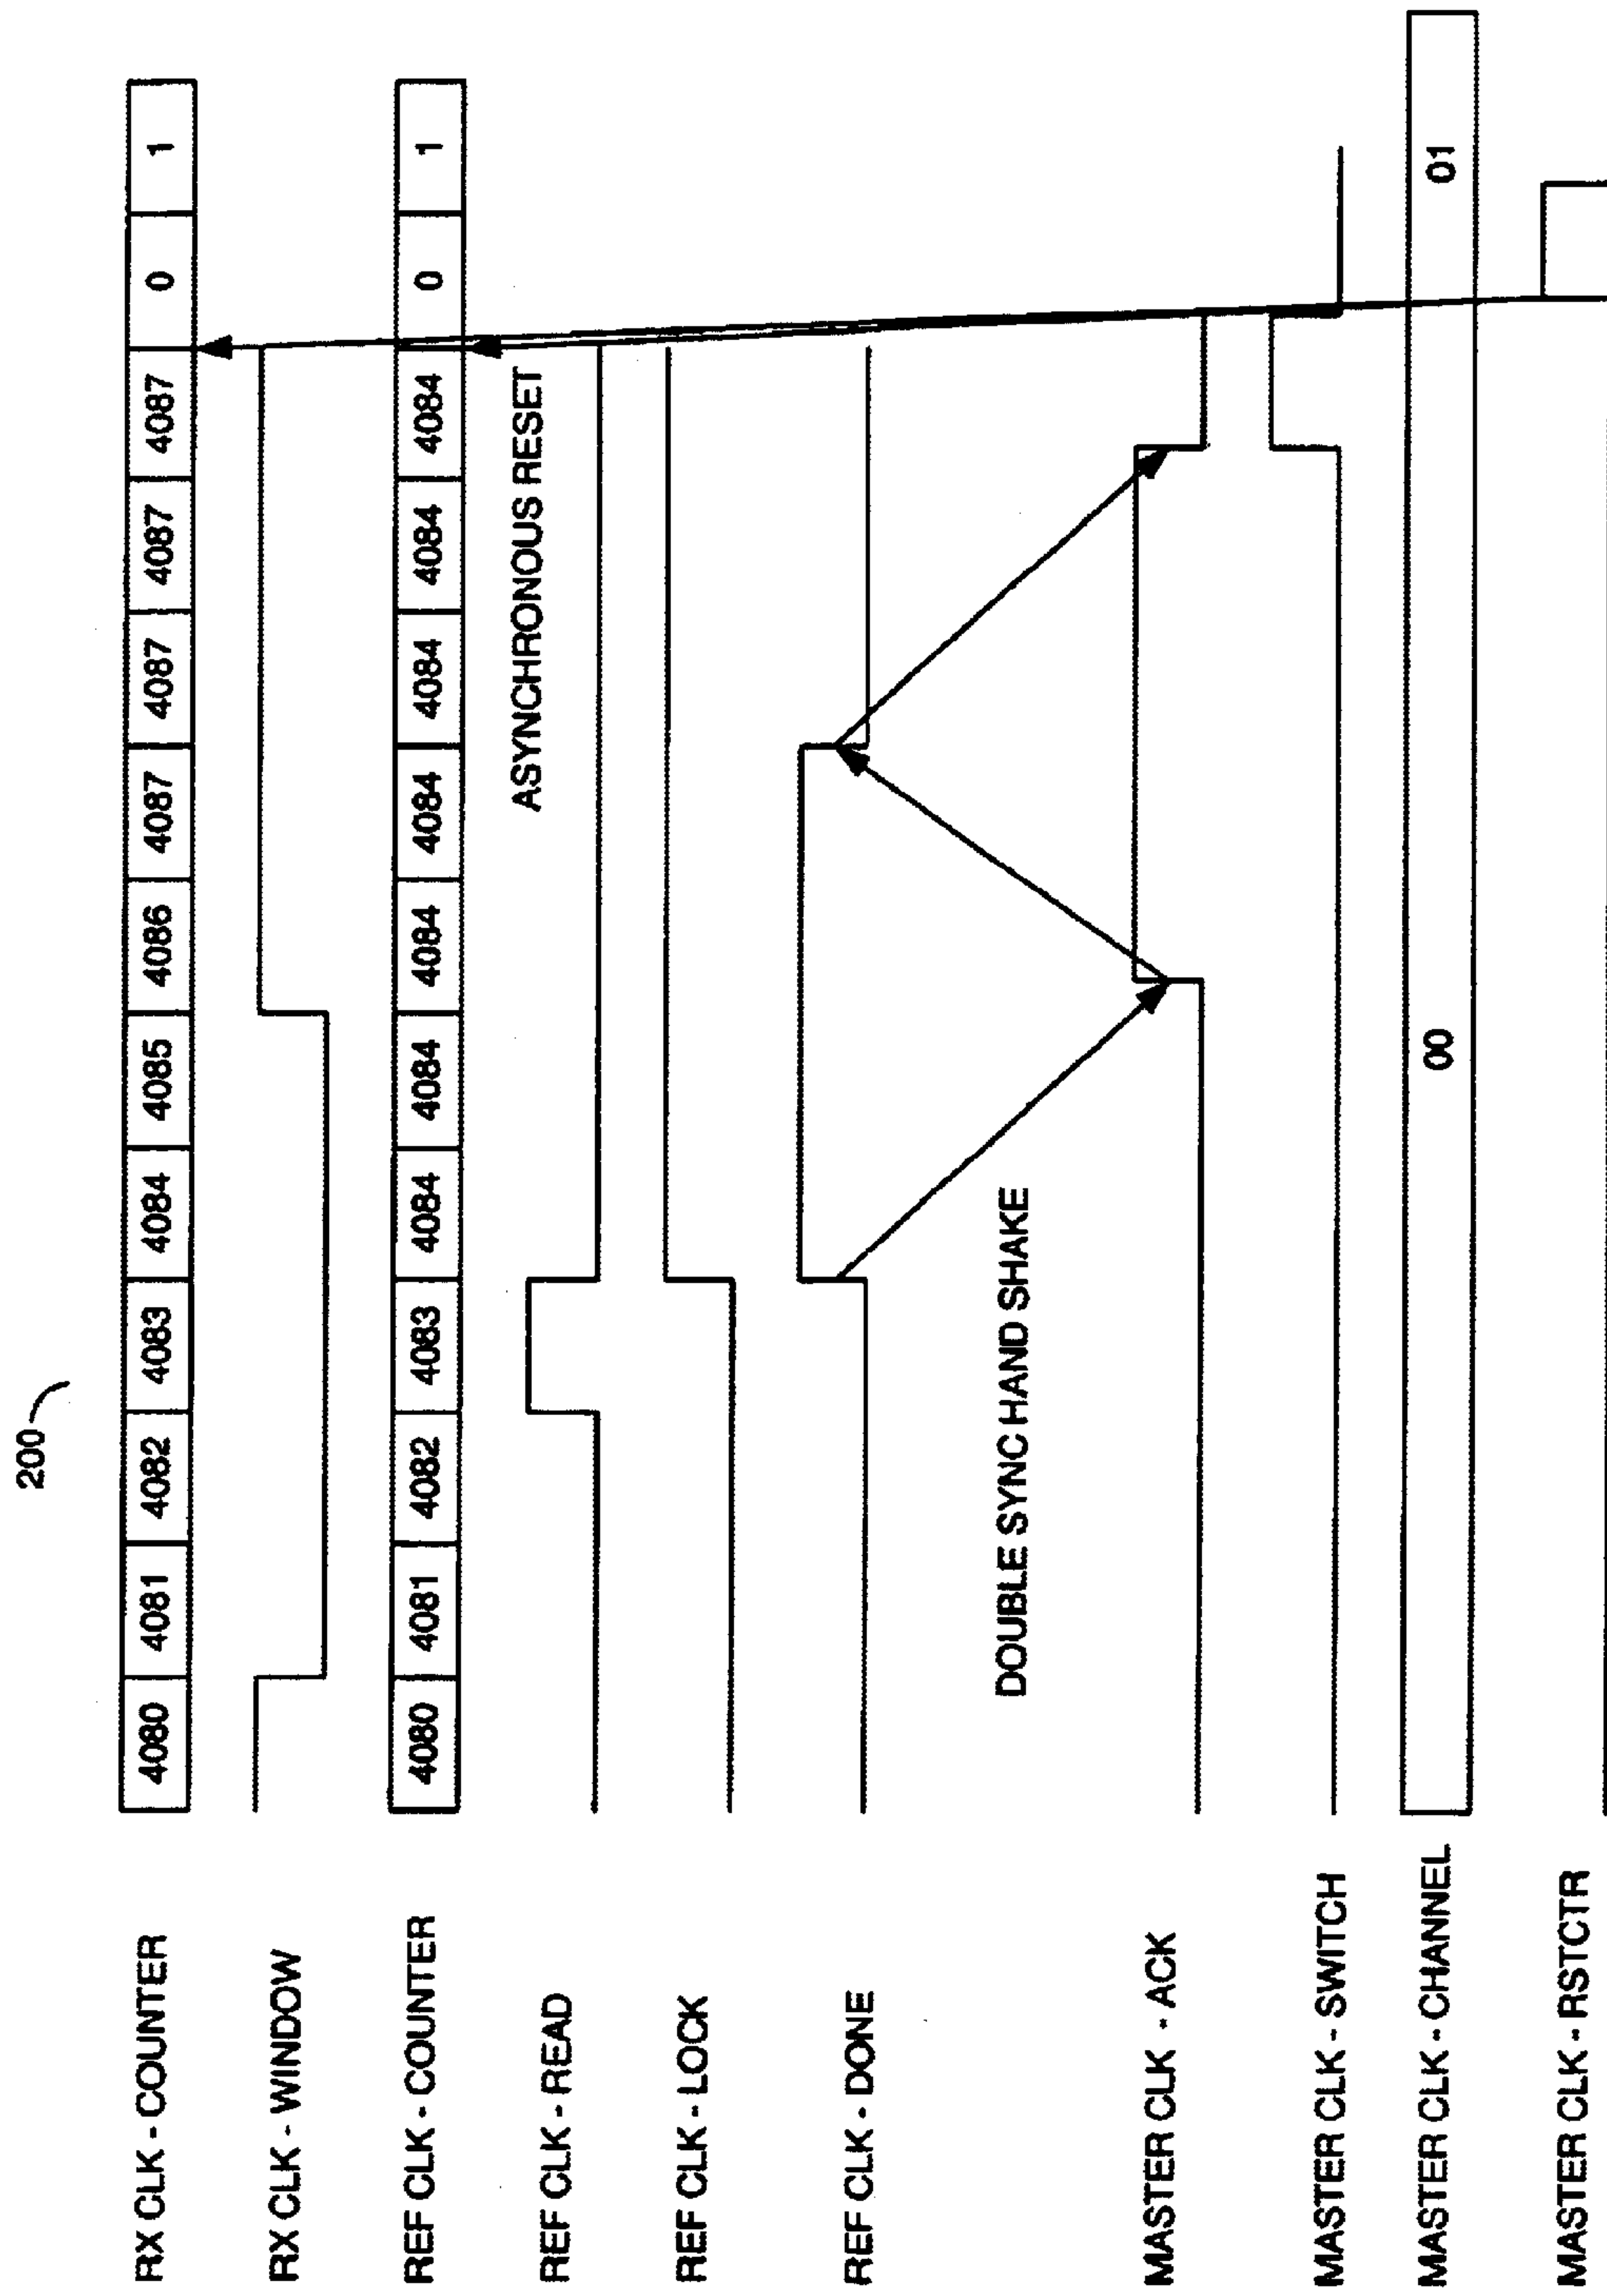 200
RX CLK - COUNTER 4080 4081 4082 4083 4084 4085 4086 4087 4087 4087 4087 0 1
RX CLK - WINDOW
REF CLK - COUNTER 4080 4081 4082 4083 4084 4084 4084 4084 4084 4084 4084 0 1
ASYNCHRONOUS RESET
REF CLK - READ
REF CLK - LOCK
REF CLK - DONE
DOUBLE SYNC HAND SHAKE
MASTER CLK - ACK
MASTER CLK - SWITCH
MASTER CLK - CHANNEL 00 01
MASTER CLK - RSTCTR